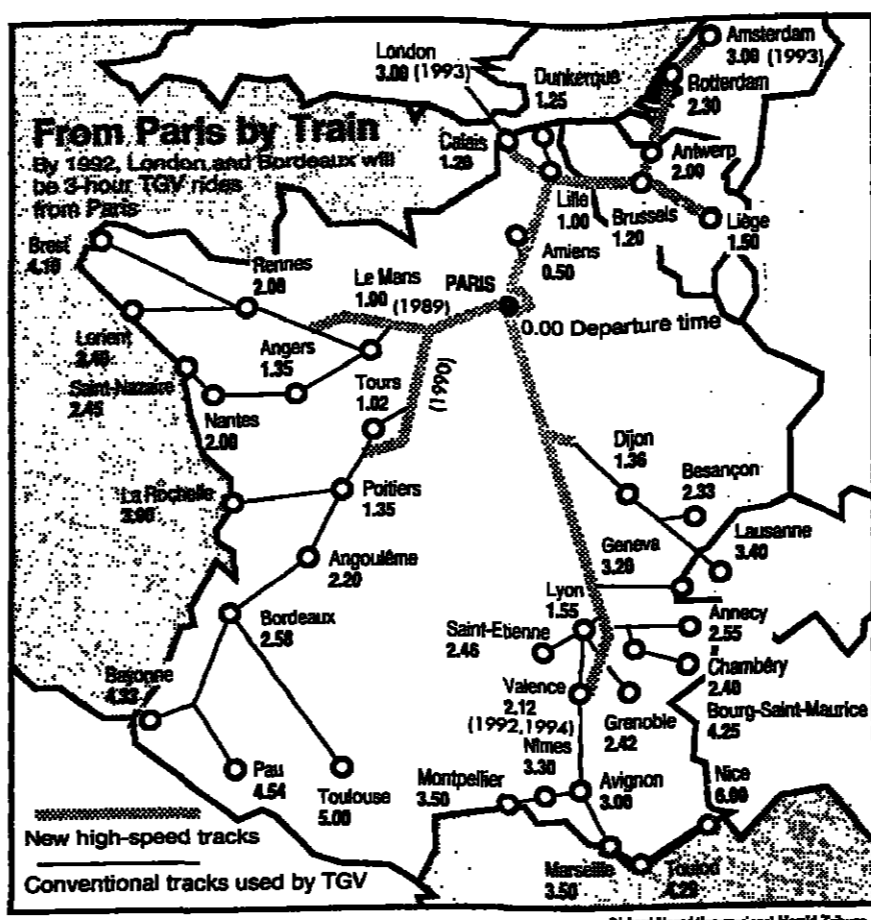 From Paris by Train
By 1992, London and Bordeaux will
be 3-hour TGV rides
from Paris
London
3.00 (1993)
Amsterdam
3.00 (1993)
Dunkerque
1.25
Rotterdam
2.30
Calais
1.20
Antwerp
2.00
Lille
1.00
Brussels
1.20
Liège
1.50
Amiens
0.50
Brest
4.10
Rennes
2.00
Le Mans
1.00
(1989)
PARIS
0.00 Departure time
Lorient
Angers
1.35
Saint-Nazaire
2.45
Tours
1.02
(1990)
Nantes
2.00
Dijon
1.36
Besançon
2.33
La Rochelle
3.00
Poitiers
1.35
Lausanne
3.40
Geneva
3.20
Angoulême
2.20
Lyon
1.55
Bordeaux
2.58
Annecy
2.55
Saint-Etienne
2.46
Chambéry
2.40
Bayonne
Valence
2.12
(1992, 1994)
Grenoble
2.42
Bourg-Saint-Maurice
4.25
Nîmes
3.30
Pau
4.54
Toulouse
5.00
Montpellier
3.50
Avignon
3.00
Nice
6.00
New high-speed tracks
Marseille
3.50
Toulon
4.29
Conventional tracks used by TGV
Herald Tribune